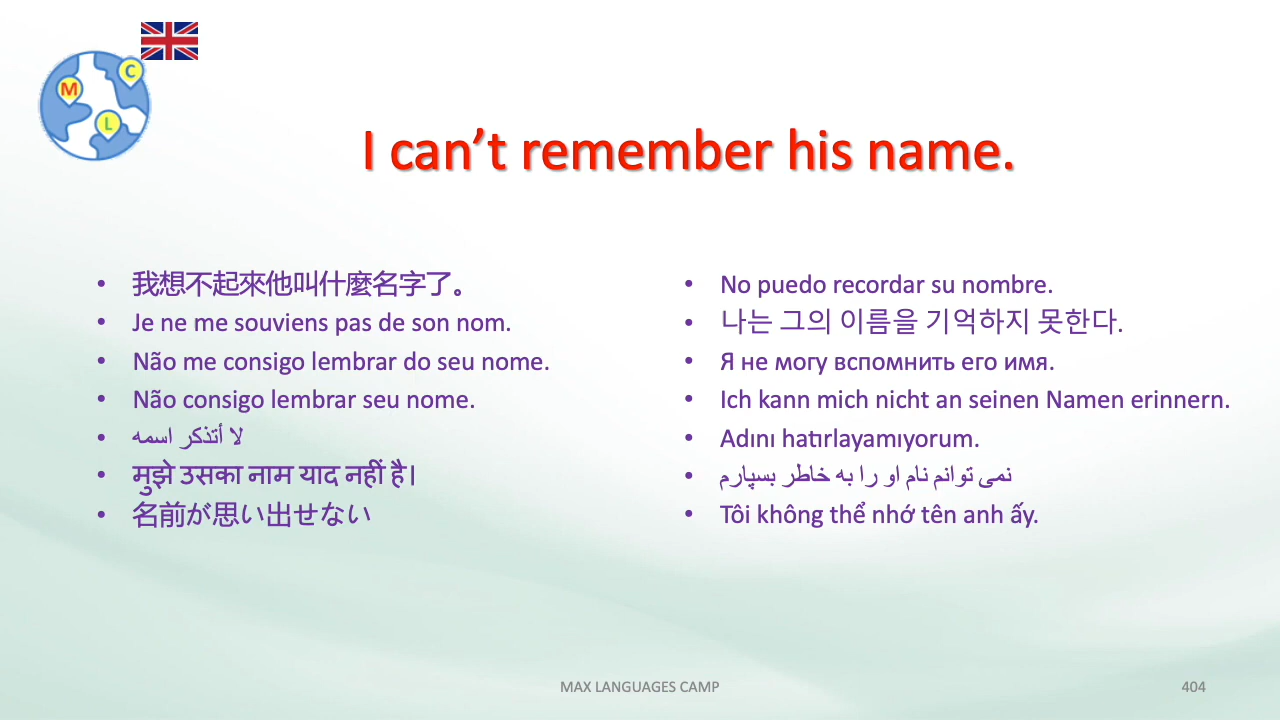 M
C
L
I can’t remember his name.
• 我想不起來他叫什麼名字了。
• Je ne me souviens pas de son nom.
• Não me consigo lembrar do seu nome.
• Não consigo lembrar seu nome.
• لا أتذكر اسمه
• मुझे उसका नाम याद नहीं है।
• 名前が思い出せない
• No puedo recordar su nombre.
• 나는 그의 이름을 기억하지 못한다.
• Я не могу вспомнить его имя.
• Ich kann mich nicht an seinen Namen erinnern.
• Adını hatırlayamıyorum.
• نمی توانم نام او را به خاطر بسپارم
• Tôi không thể nhớ tên anh ấy.
MAX LANGUAGES CAMP
404